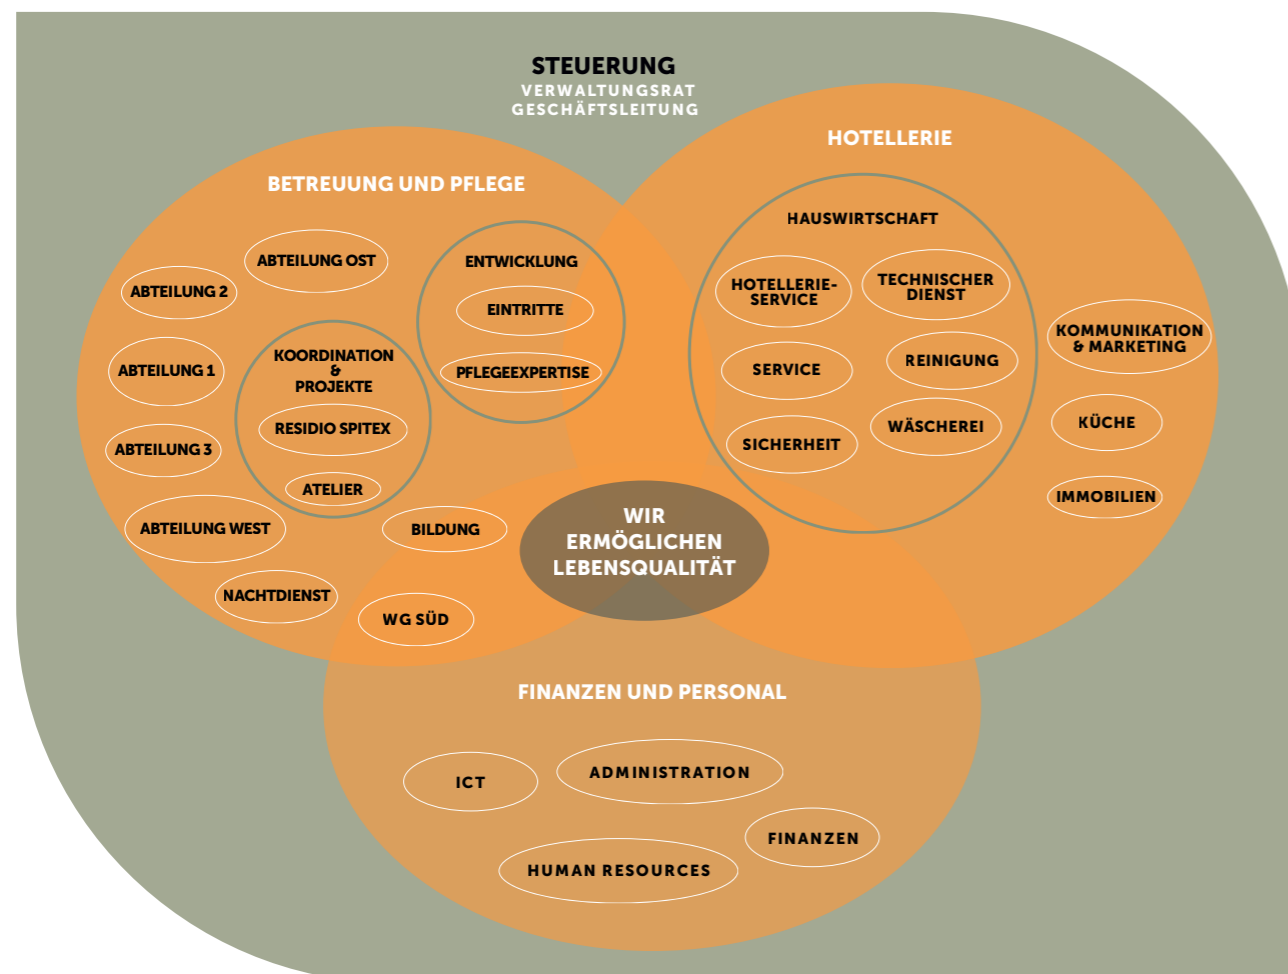 STEUERUNG
VERWALTUNGSRAT
GESCHÄFTSLEITUNG
BETREUUNG UND PFLEGE
ABTEILUNG OST
ABTEILUNG 2
ABTEILUNG 1
ABTEILUNG 3
ABTEILUNG WEST
NACHTDIENST
KOORDINATION
&
PROJEKTE
RESIDIO SPITEX
ATELIER
ENTWICKLUNG
EINTRITTE
PFLEGEEXPERTISE
BILDUNG
WG SÜD
HOTELLERIE
HAUSWIRTSCHAFT
HOTELLERIE-
SERVICE
TECHNISCHER
DIENST
SERVICE
REINIGUNG
SICHERHEIT
WÄSCHEREI
KOMMUNIKATION
& MARKETING
KÜCHE
IMMOBILIEN
WIR
ERMÖGLICHEN
LEBENSQUALITÄT
FINANZEN UND PERSONAL
ICT
ADMINISTRATION
FINANZEN
HUMAN RESOURCES